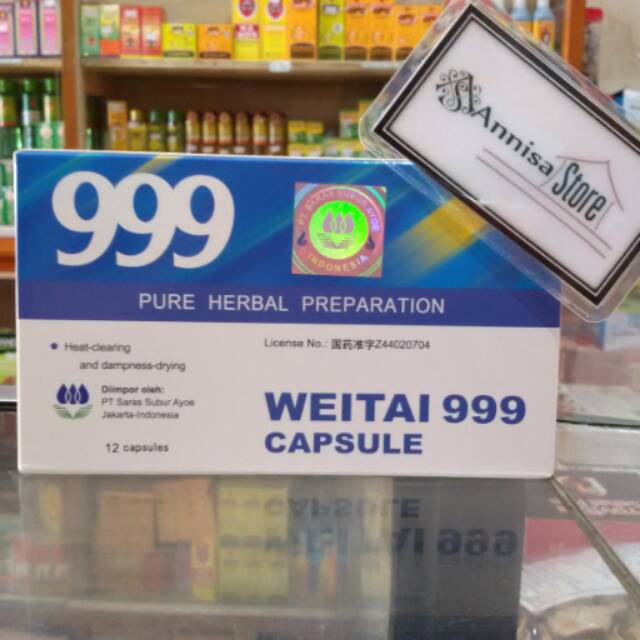 999
PT SARAS SUBUR AYOE
INDONESIA
Annisa Store
PURE HERBAL PREPARATION
• Heat-clearing
and dampness-drying
License No.: 国药准字Z44020704
Diimpor oleh:
PT Saras Subur Ayoe
Jakarta-Indonesia
12 capsules
WEITAI 999
CAPSULE